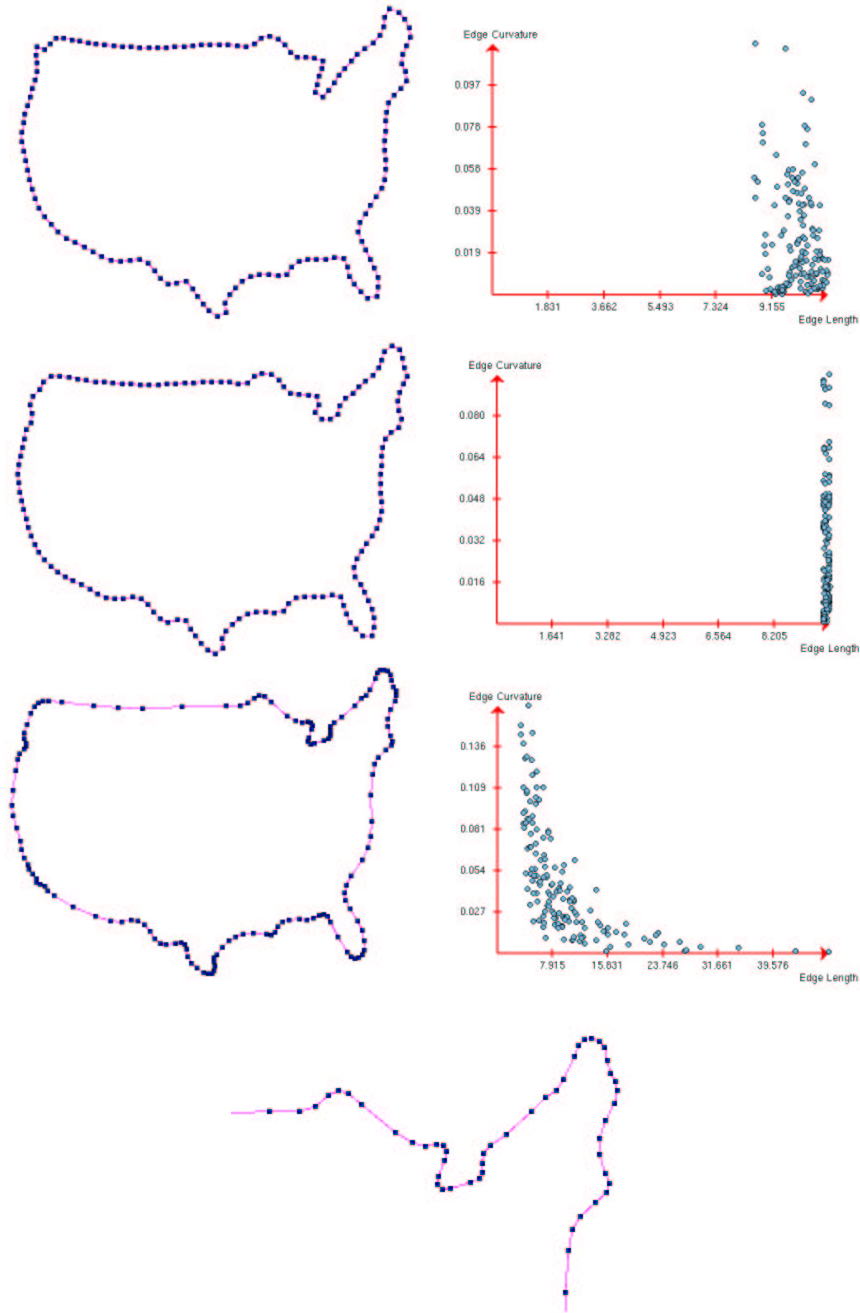 Edge Curvature
0.097
0.078
0.058
0.039
0.019
1.831 3.662 5.493 7.324 9.155
Edge Length
Edge Curvature
0.080
0.064
0.048
0.032
0.016
1.641 3.282 4.923 6.564 8.205
Edge Length
Edge Curvature
0.136
0.109
0.081
0.054
0.027
7.915 15.831 23.746 31.661 39.576
Edge Length